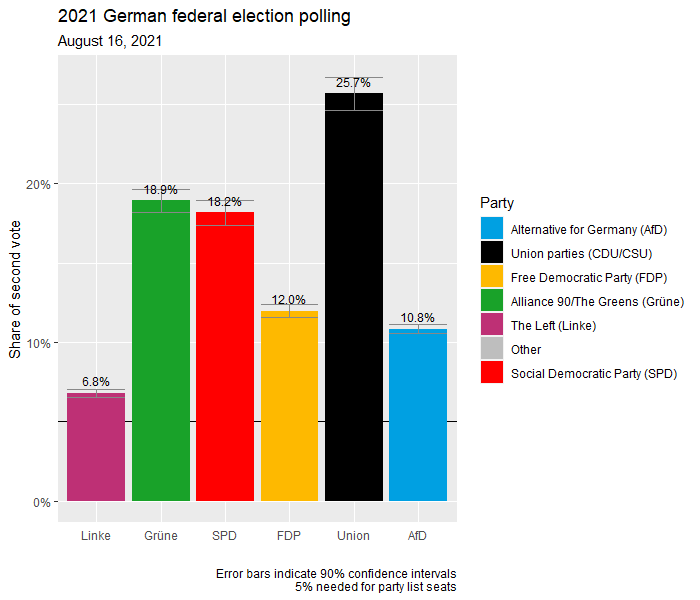 2021 German federal election polling
August 16, 2021
Share of second vote
20%
10%
0%
6.8%
18.9%
18.2%
12.0%
25.7%
10.8%
Linke
Grüne
SPD
FDP
Union
AfD
Party
Alternative for Germany (AfD)
Union parties (CDU/CSU)
Free Democratic Party (FDP)
Alliance 90/The Greens (Grüne)
The Left (Linke)
Other
Social Democratic Party (SPD)
Error bars indicate 90% confidence intervals
5% needed for party list seats